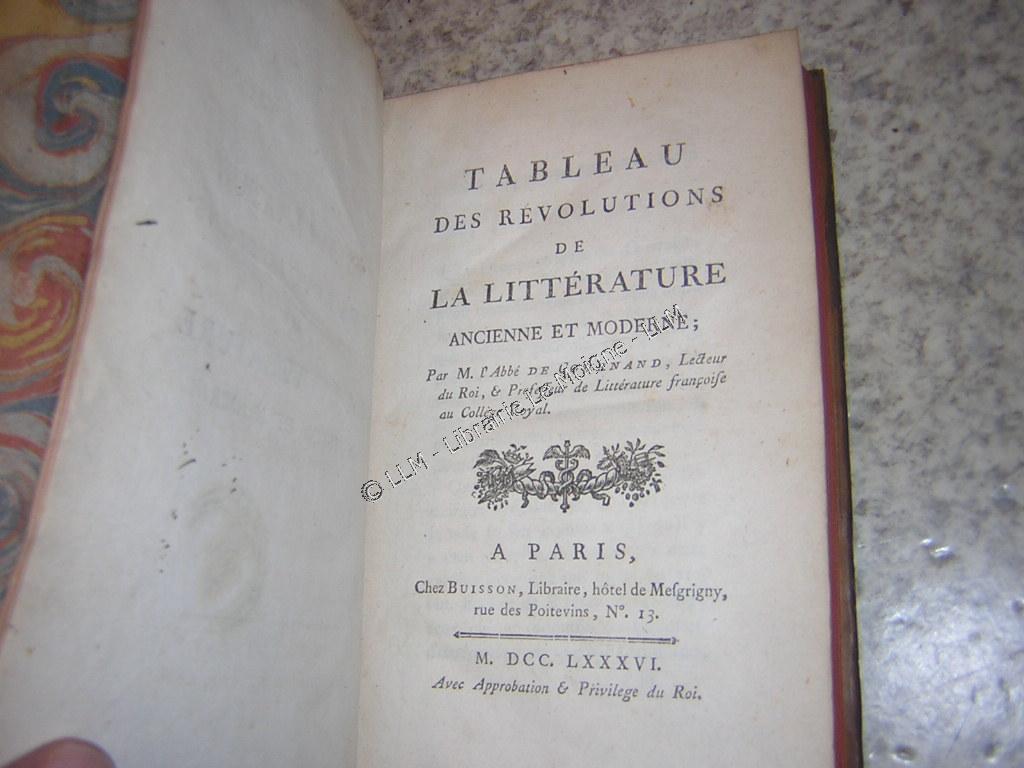 TABLEAU
DES RÉVOLUTIONS
DE
LA LITTÉRATURE
ANCIENNE ET MODERNE;
Par M. l'Abbé DE , Lecteur
du Roi, & Professeur de Littérature françoiſe
au Collège Royal.
© LLM - Librairie Le Moigne - LLM
A PARIS,
Chez BUISSON, Libraire, hôtel de Meſgrigny,
rue des Poitevins, N°. 13.
M. DCC. LXXXVI.
Avec Approbation & Privilege du Roi.